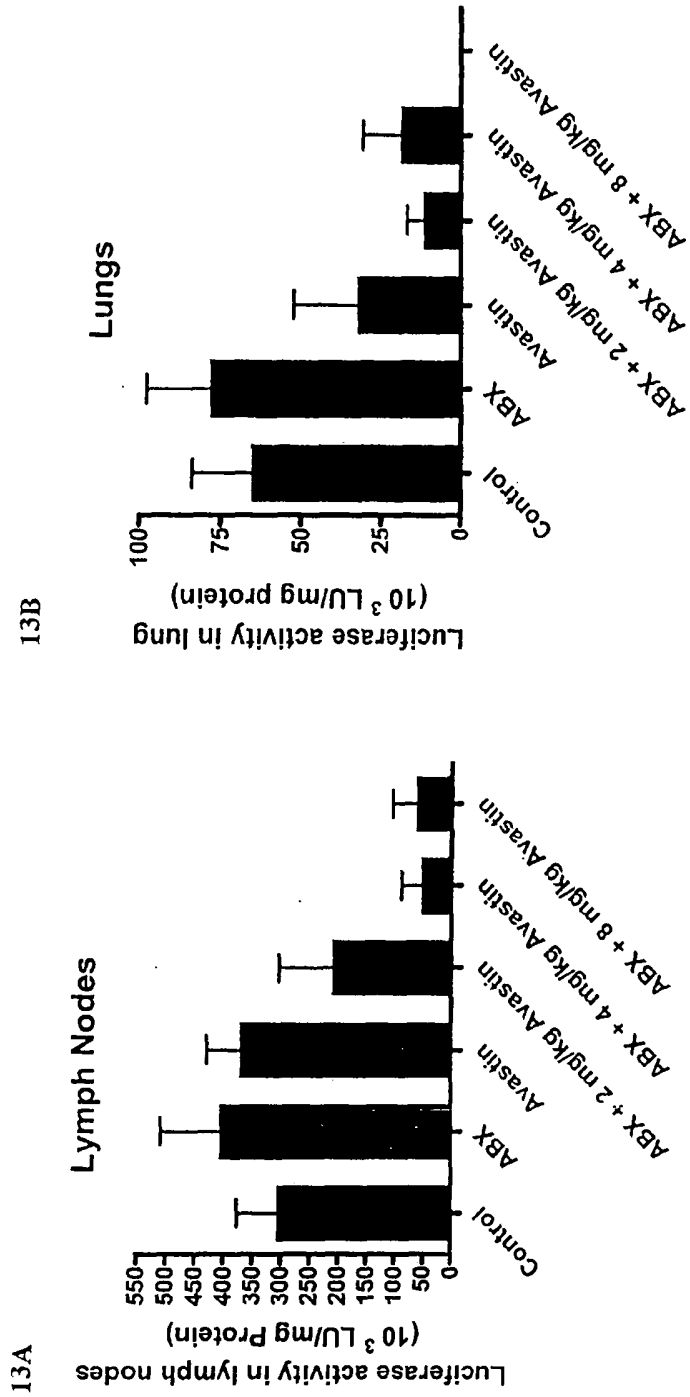 13A
Lymph Nodes
Luciferase activity in lymph nodes
(10 3 LU/mg Protein)
550
500
450
400
350
300
250
200
150
100
50
0
Control
ABX
Avastin
ABX + 2 mg/kg Avastin
ABX + 4 mg/kg Avastin
ABX + 8 mg/kg Avastin
13B
Lungs
Luciferase activity in lung
(10 3 LU/mg protein)
100
75
50
25
0
Control
ABX
Avastin
ABX + 2 mg/kg Avastin
ABX + 4 mg/kg Avastin
ABX + 8 mg/kg Avastin